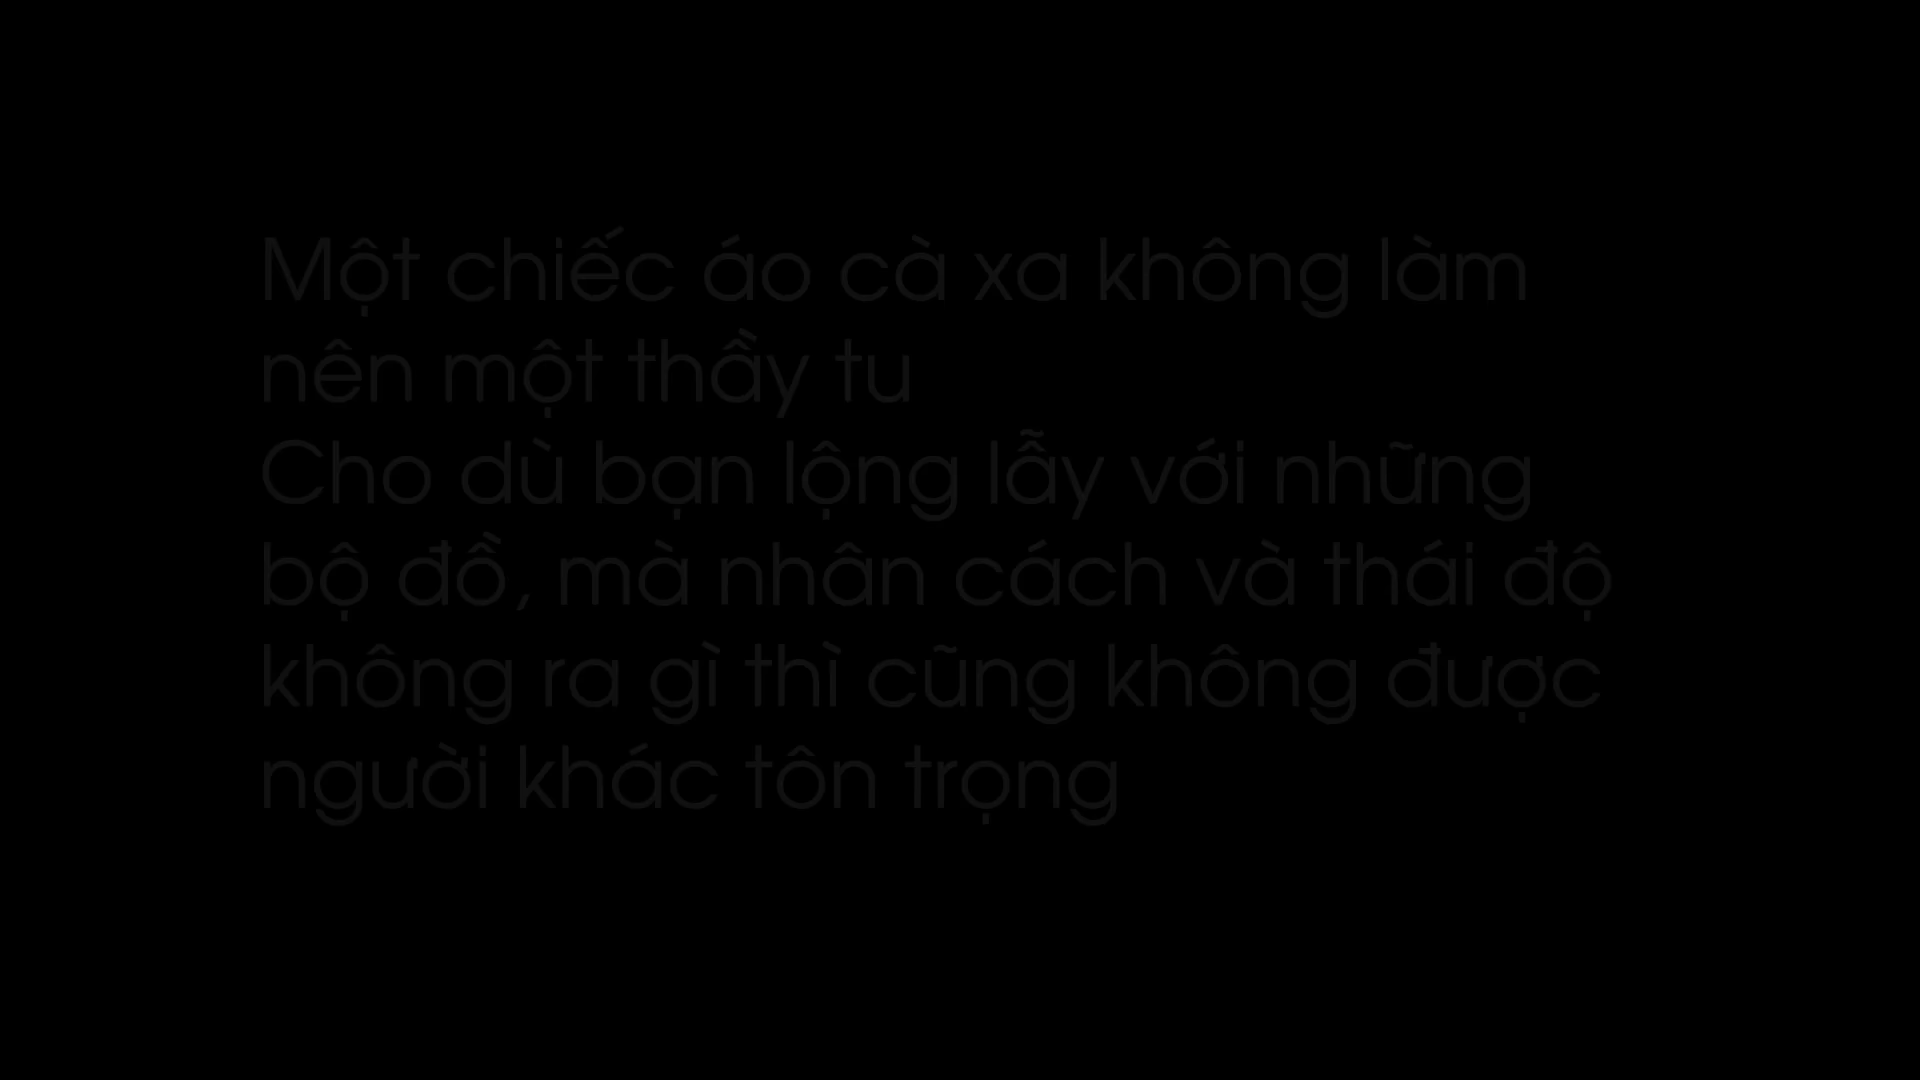 Một chiếc áo cà xa không làm
nên một thầy tu
Cho dù bạn lộng lẫy với những
bộ đồ, mà nhân cách và thái độ
không ra gì thì cũng không được
người khác tôn trọng